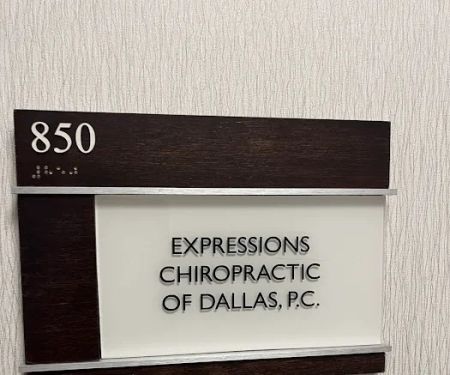 850
EXPRESSIONS
CHIROPRACTIC
OF DALLAS, P.C.